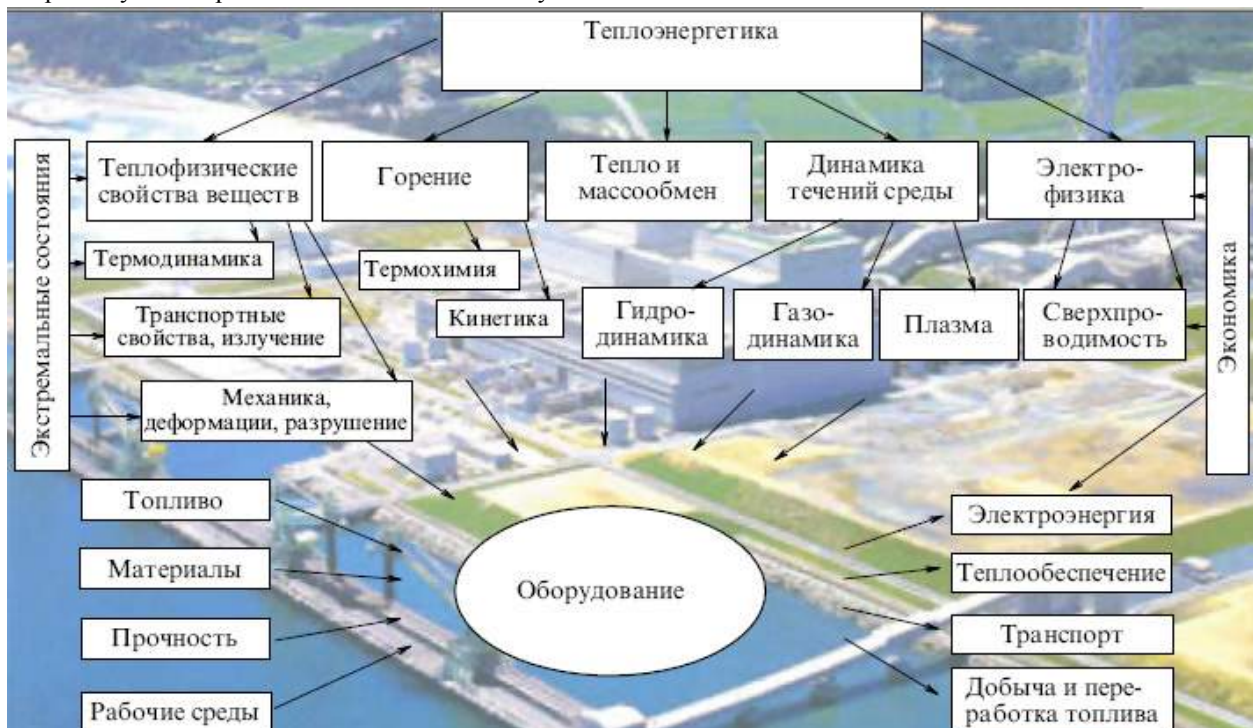 Теплоэнергетика
Экстремальные состояния
Теплофизические
свойства веществ
Горение
Тепло и
массообмен
Динамика
течений среды
Электро-
физика
Экономика
Термодинамика
Термохимия
Транспортные
свойства, излучение
Кинетика
Гидро-
динамика
Газо-
динамика
Плазма
Сверхпро-
водимость
Механика,
деформации, разрушение
Топливо
Материалы
Прочность
Рабочие среды
Оборудование
Электроэнергия
Теплообеспечение
Транспорт
Добыча и пере-
работка топлива